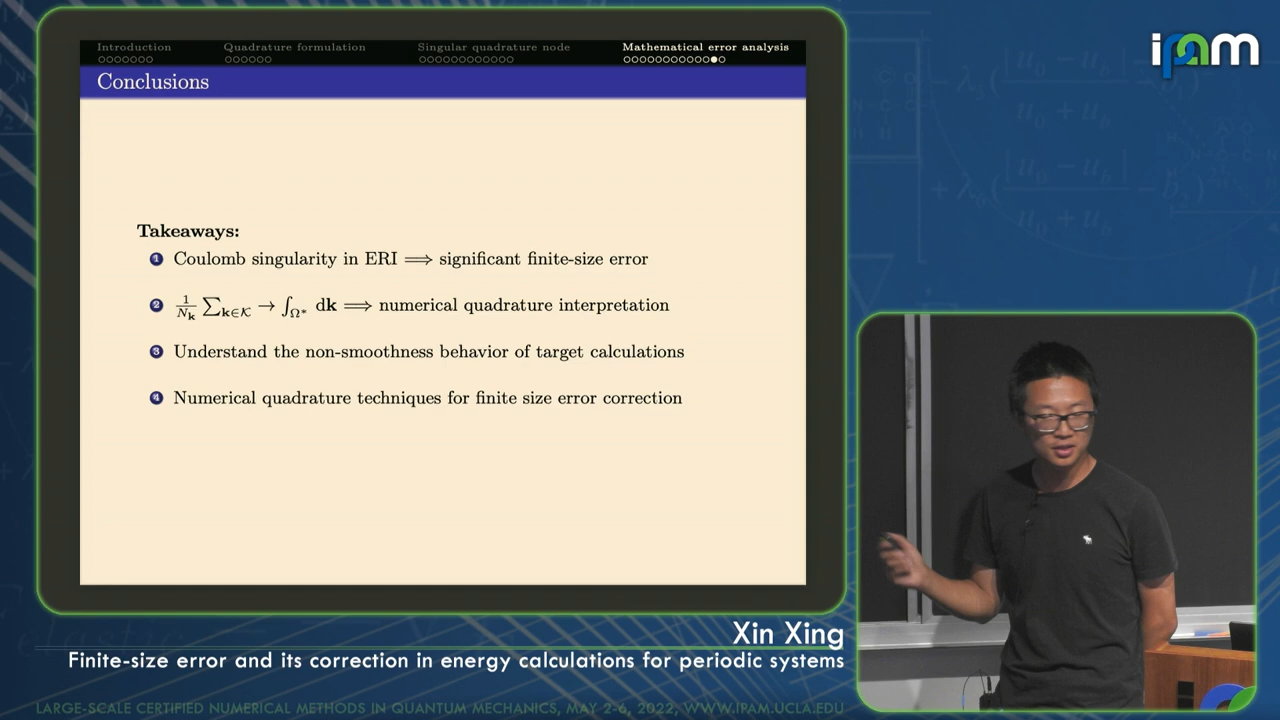 Introduction
Quadrature formulation
Singular quadrature node
Mathematical error analysis
Conclusions
Takeaways:
1 Coulomb singularity in ERI ⟹ significant finite-size error
2 1/N_k ∑_{k∈𝒦} → ∫_{Ω*} dk ⟹ numerical quadrature interpretation
3 Understand the non-smoothness behavior of target calculations
4 Numerical quadrature techniques for finite size error correction
ipam
Xin Xing
Finite-size error and its correction in energy calculations for periodic systems
LARGE-SCALE CERTIFIED NUMERICAL METHODS IN QUANTUM MECHANICS, MAY 2-6, 2022, WWW.IPAM.UCLA.EDU